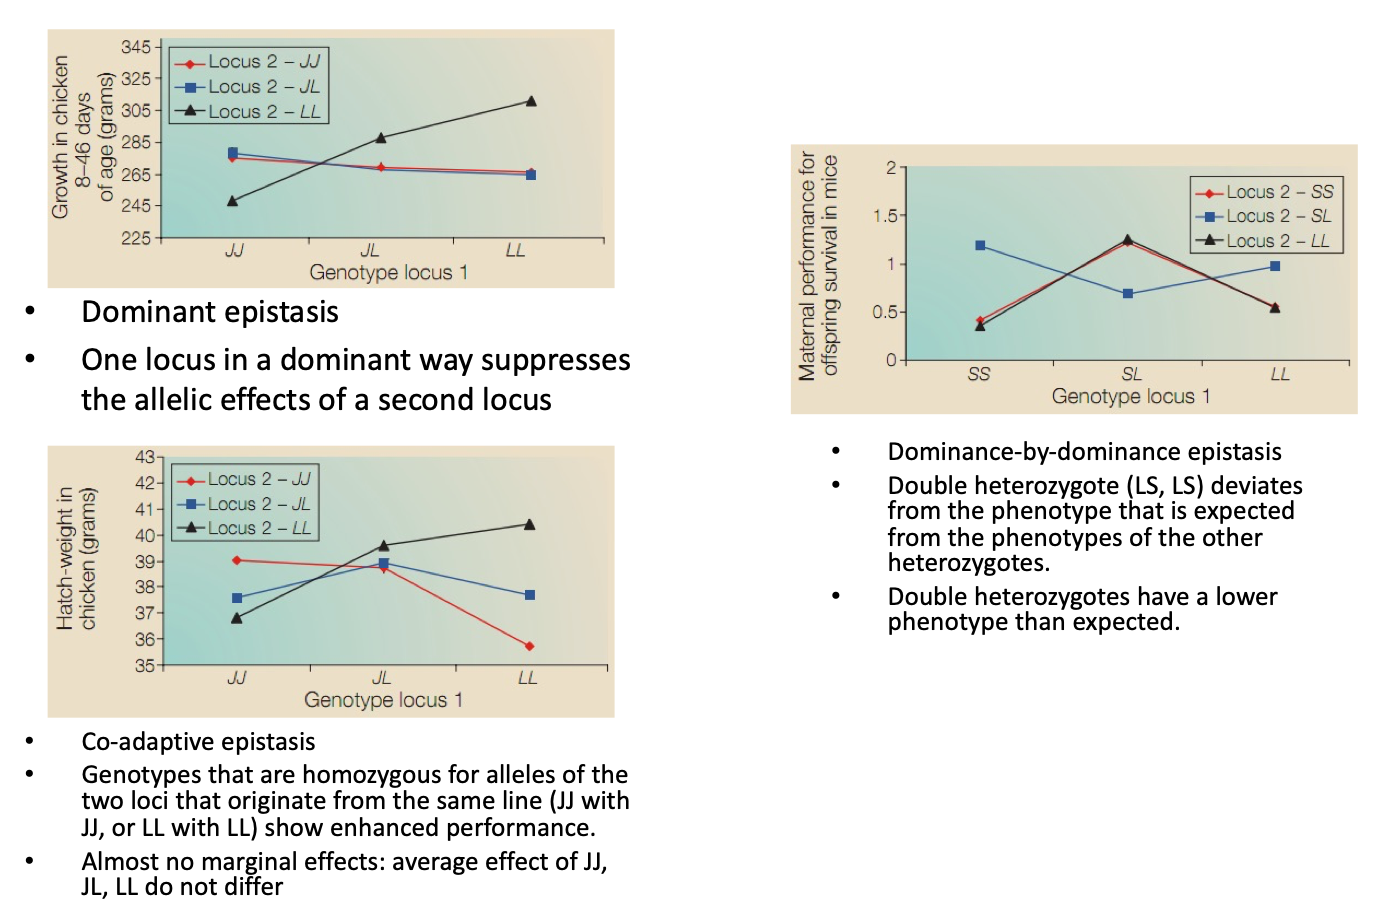 Growth in chicken
8–46 days
of age (grams)
345
325
305
285
265
245
225
Locus 2 – JJ
Locus 2 – JL
Locus 2 – LL
JJ JL LL
Genotype locus 1
• Dominant epistasis
• One locus in a dominant way suppresses
the allelic effects of a second locus
Hatch-weight in
chicken (grams)
43
42
41
40
39
38
37
36
35
Locus 2 – JJ
Locus 2 – JL
Locus 2 – LL
JJ JL LL
Genotype locus 1
• Co-adaptive epistasis
• Genotypes that are homozygous for alleles of the
two loci that originate from the same line (JJ with
JJ, or LL with LL) show enhanced performance.
• Almost no marginal effects: average effect of JJ,
JL, LL do not differ
Maternal performance for
offspring survival in mice
2
1.5
1
0.5
0
Locus 2 – SS
Locus 2 – SL
Locus 2 – LL
SS SL LL
Genotype locus 1
• Dominance-by-dominance epistasis
• Double heterozygote (LS, LS) deviates
from the phenotype that is expected
from the phenotypes of the other
heterozygotes.
• Double heterozygotes have a lower
phenotype than expected.